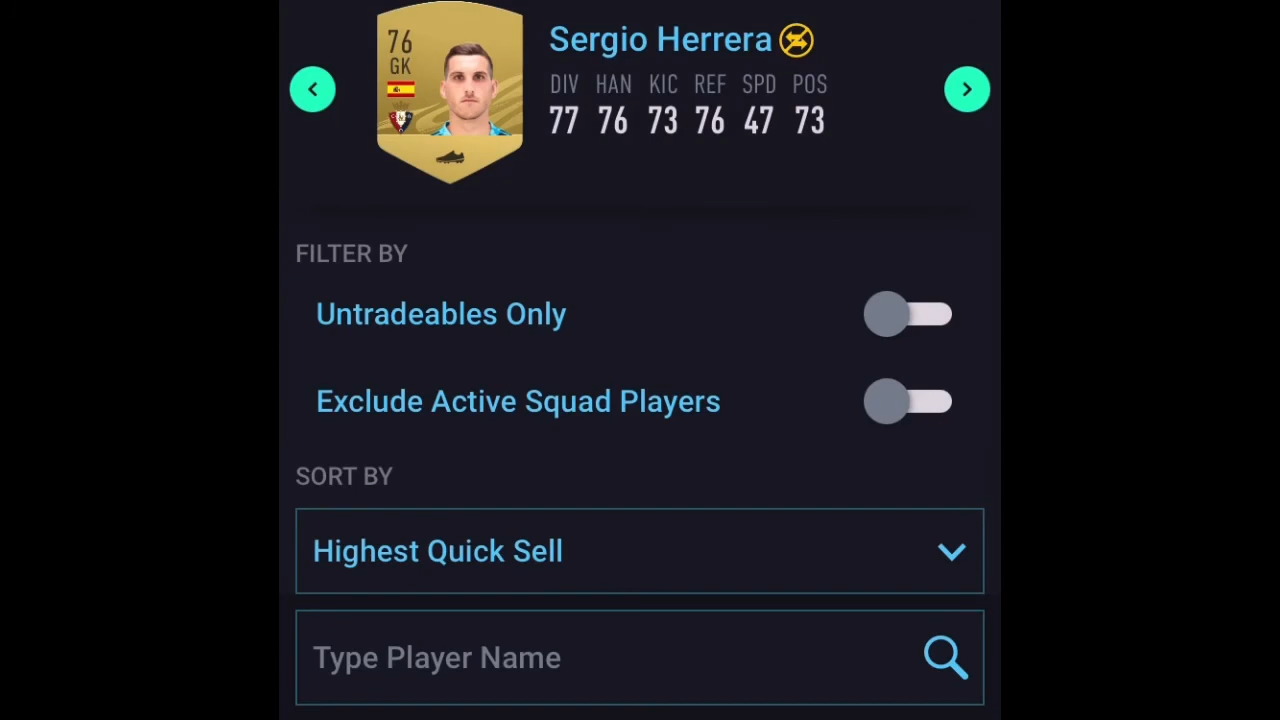 76
GK
Sergio Herrera
DIV HAN KIC REF SPD POS
77 76 73 76 47 73
FILTER BY
Untradeables Only
Exclude Active Squad Players
SORT BY
Highest Quick Sell
Type Player Name